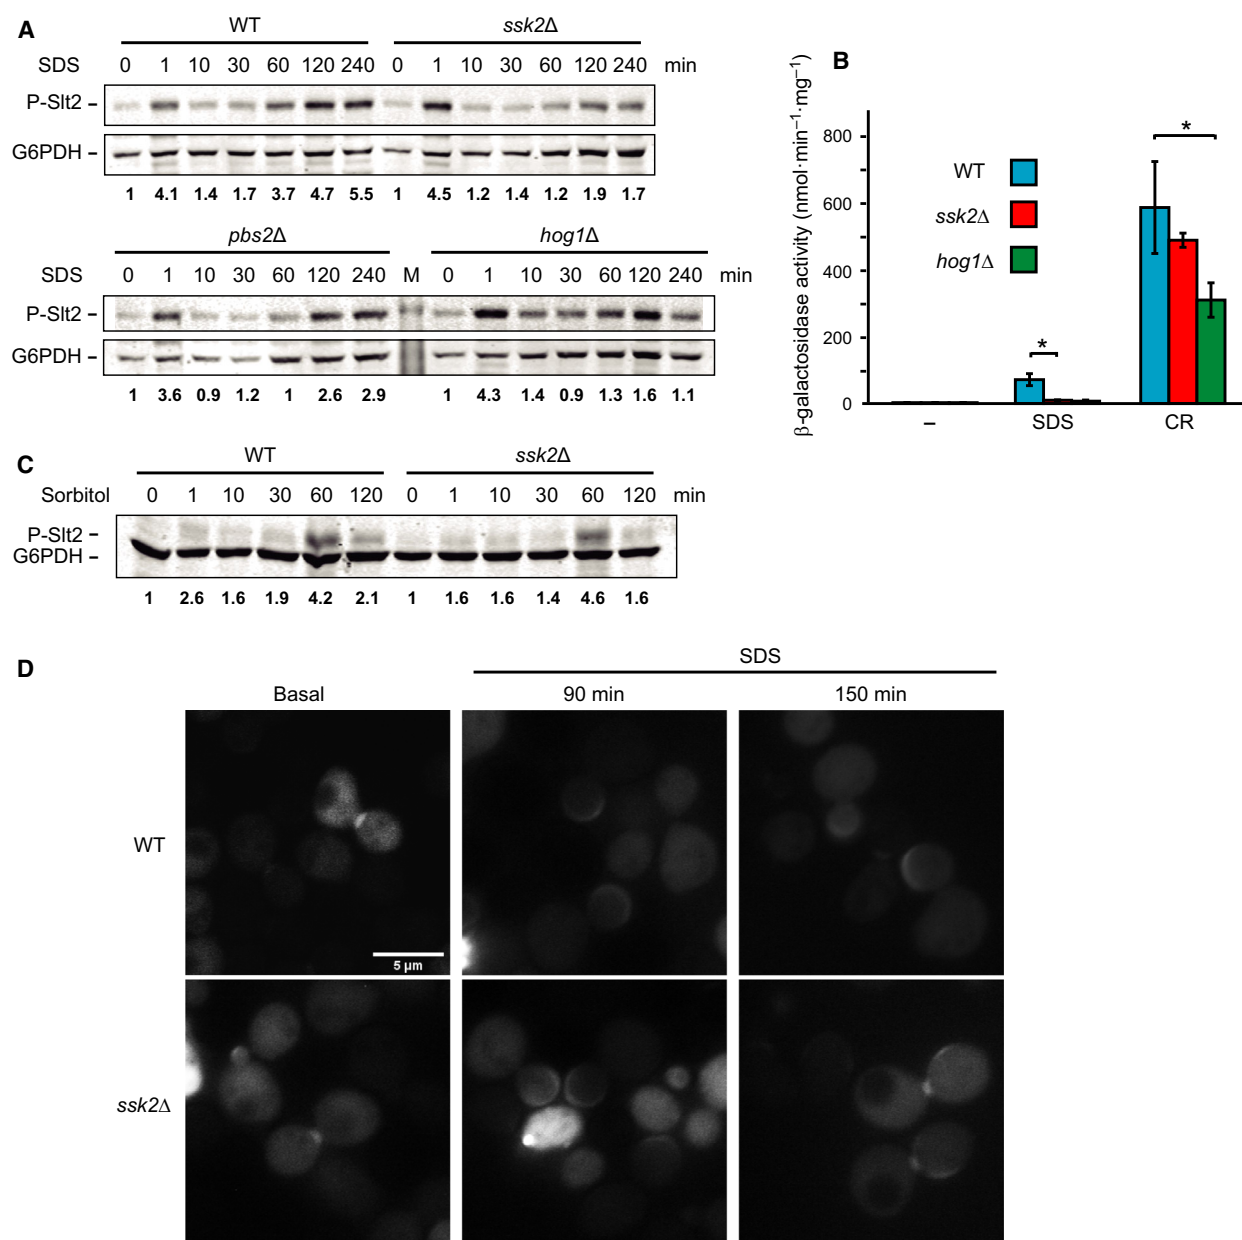 A
WT ssk2Δ
SDS 0 1 10 30 60 120 240 0 1 10 30 60 120 240 min
P-Slt2 –
G6PDH –
1 4.1 1.4 1.7 3.7 4.7 5.5 1 4.5 1.2 1.4 1.2 1.9 1.7
pbs2Δ hog1Δ
SDS 0 1 10 30 60 120 240 M 0 1 10 30 60 120 240 min
P-Slt2 –
G6PDH –
1 3.6 0.9 1.2 1 2.6 2.9 1 4.3 1.4 0.9 1.3 1.6 1.1
B
β-galactosidase activity (nmol·min⁻¹·mg⁻¹)
800
600
400
200
0
WT
ssk2Δ
hog1Δ
*
*
– SDS CR
C
WT ssk2Δ
Sorbitol 0 1 10 30 60 120 0 1 10 30 60 120 min
P-Slt2 –
G6PDH –
1 2.6 1.6 1.9 4.2 2.1 1 1.6 1.6 1.4 4.6 1.6
D
SDS
Basal 90 min 150 min
WT
5 µm
ssk2Δ